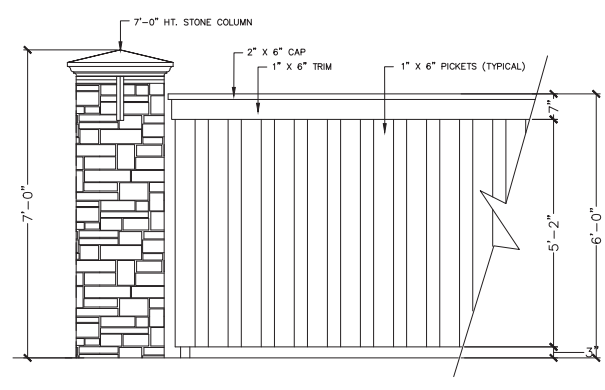 7'-0" HT. STONE COLUMN
2" X 6" CAP
1" X 6" TRIM
1" X 6" PICKETS (TYPICAL)
7"
7'-0"
5'-2"
6'-0"
3"